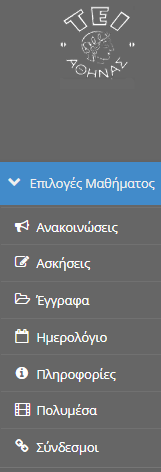 ΤΕΙ
" "
ΑΘΗΝΑΣ
Επιλογές Μαθήματος
Ανακοινώσεις
Ασκήσεις
Έγγραφα
Ημερολόγιο
Πληροφορίες
Πολυμέσα
Σύνδεσμοι